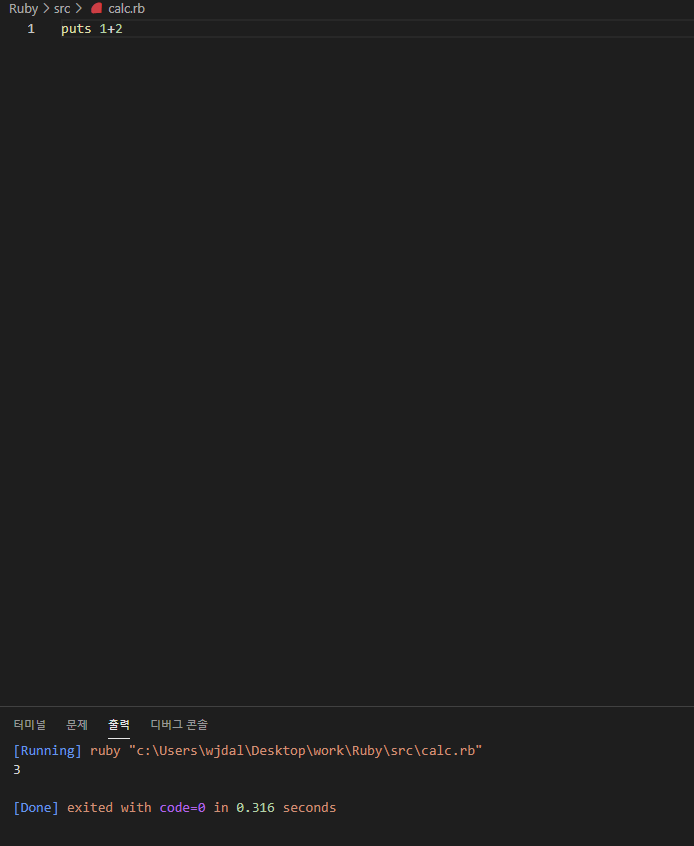 Ruby > src > calc.rb
1 puts 1+2
터미널 문제 출력 디버그 콘솔
[Running] ruby "c:\Users\wjdal\Desktop\work\Ruby\src\calc.rb"
3
[Done] exited with code=0 in 0.316 seconds